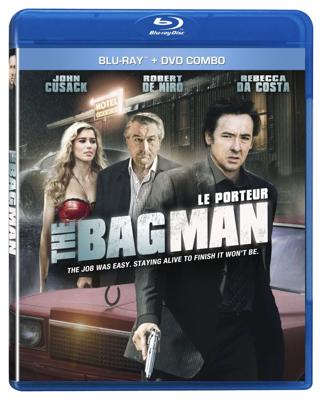 Blu-ray Disc
BLU-RAY™ + DVD COMBO
JOHN CUSACK
ROBERT DE NIRO
REBECCA DA COSTA
MOTEL
LE PORTEUR
THE BAG MAN
THE JOB WAS EASY. STAYING ALIVE TO FINISH IT WON'T BE.
THE BAG MAN